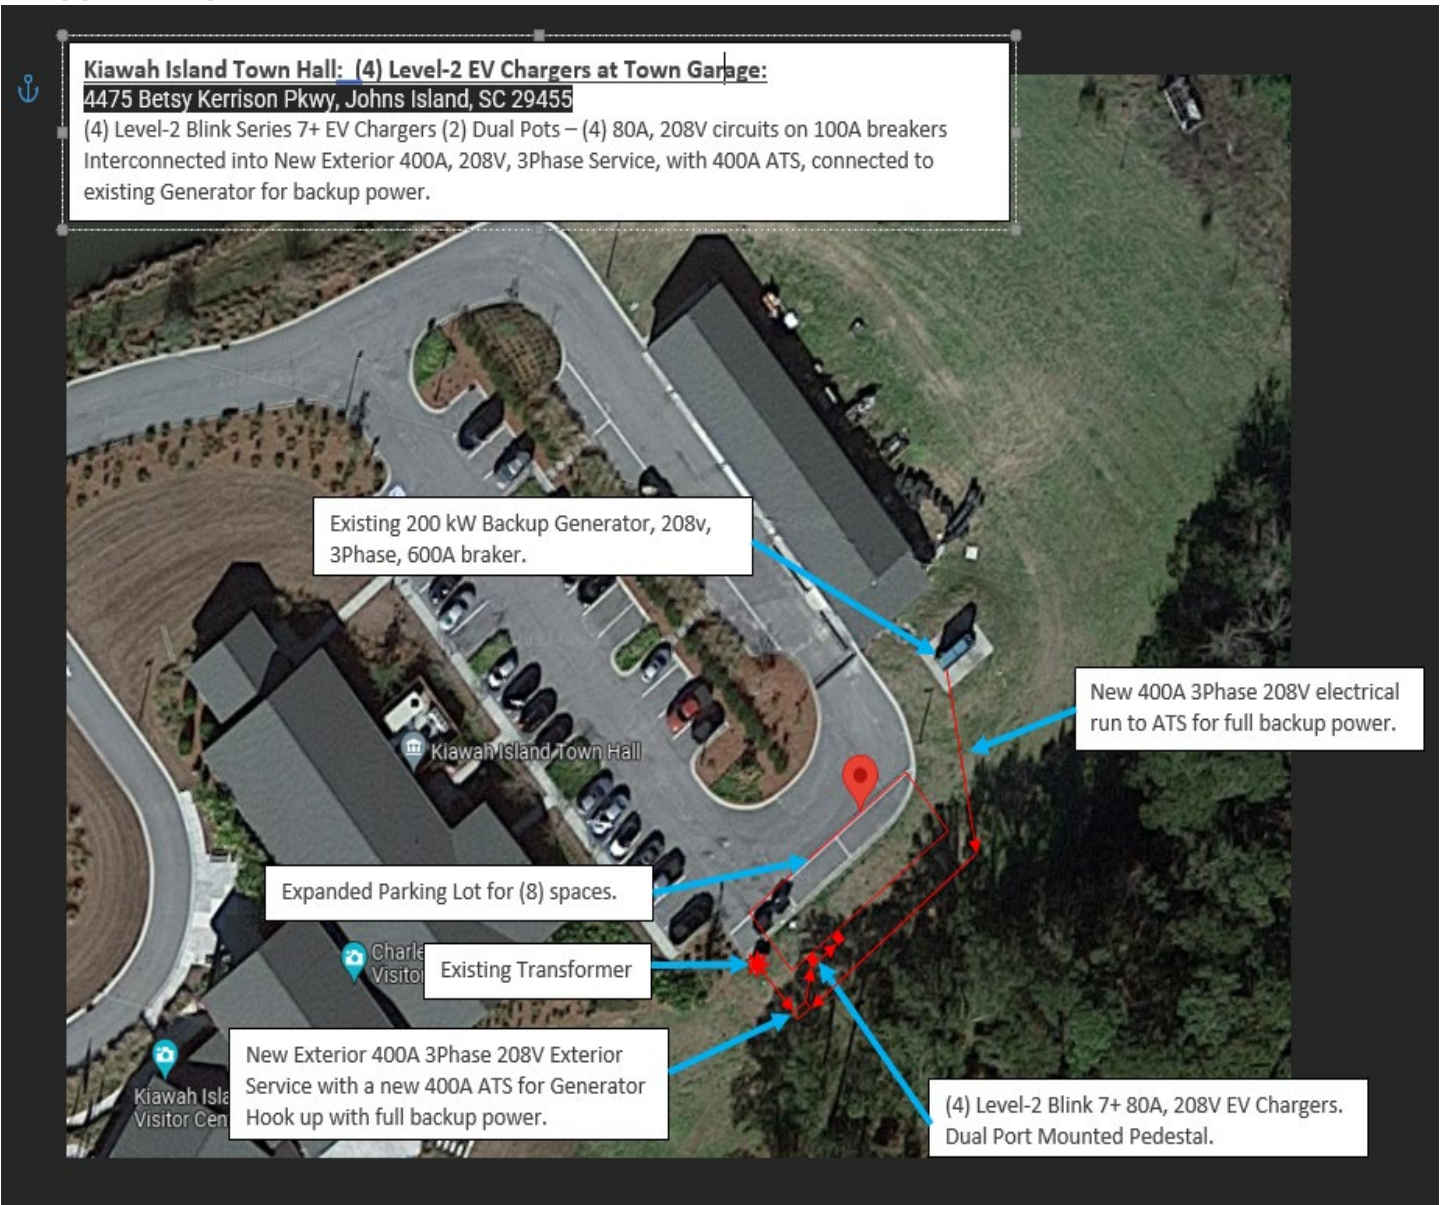 Kiawah Island Town Hall:  (4) Level-2 EV Chargers at Town Garage:
4475 Betsy Kerrison Pkwy, Johns Island, SC 29455
(4) Level-2 Blink Series 7+ EV Chargers (2) Dual Pots – (4) 80A, 208V circuits on 100A breakers
Interconnected into New Exterior 400A, 208V, 3Phase Service, with 400A ATS, connected to
existing Generator for backup power.
Existing 200 kW Backup Generator, 208v,
3Phase, 600A braker.
New 400A 3Phase 208V electrical
run to ATS for full backup power.
Kiawah Island Town Hall
Expanded Parking Lot for (8) spaces.
Charle
Visitor
Existing Transformer
New Exterior 400A 3Phase 208V Exterior
Service with a new 400A ATS for Generator
Hook up with full backup power.
Kiawah Isla
Visitor Cen
(4) Level-2 Blink 7+ 80A, 208V EV Chargers.
Dual Port Mounted Pedestal.